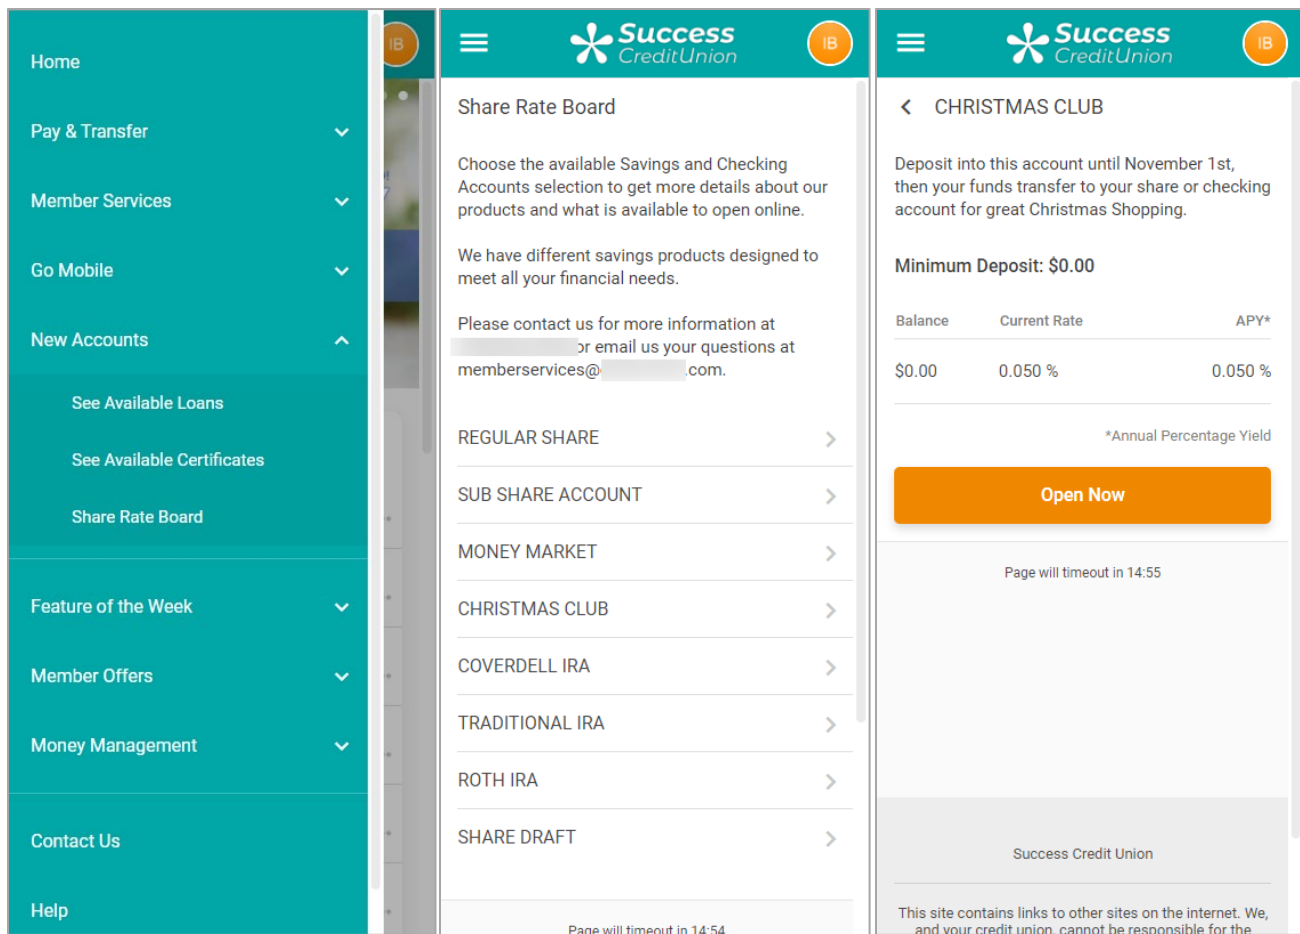 Home
Pay & Transfer
Member Services
Go Mobile
New Accounts
See Available Loans
See Available Certificates
Share Rate Board
Feature of the Week
Member Offers
Money Management
Contact Us
Help
IB
Success
CreditUnion
IB
Share Rate Board
Choose the available Savings and Checking
Accounts selection to get more details about our
products and what is available to open online.
We have different savings products designed to
meet all your financial needs.
Please contact us for more information at
or email us your questions at
memberservices@ .com.
REGULAR SHARE
SUB SHARE ACCOUNT
MONEY MARKET
CHRISTMAS CLUB
COVERDELL IRA
TRADITIONAL IRA
ROTH IRA
SHARE DRAFT
Page will timeout in 14:54
Success
CreditUnion
IB
CHRISTMAS CLUB
Deposit into this account until November 1st,
then your funds transfer to your share or checking
account for great Christmas Shopping.
Minimum Deposit: $0.00
Balance Current Rate APY*
$0.00 0.050 % 0.050 %
*Annual Percentage Yield
Open Now
Page will timeout in 14:55
Success Credit Union
This site contains links to other sites on the internet. We,
and your credit union, cannot be responsible for the